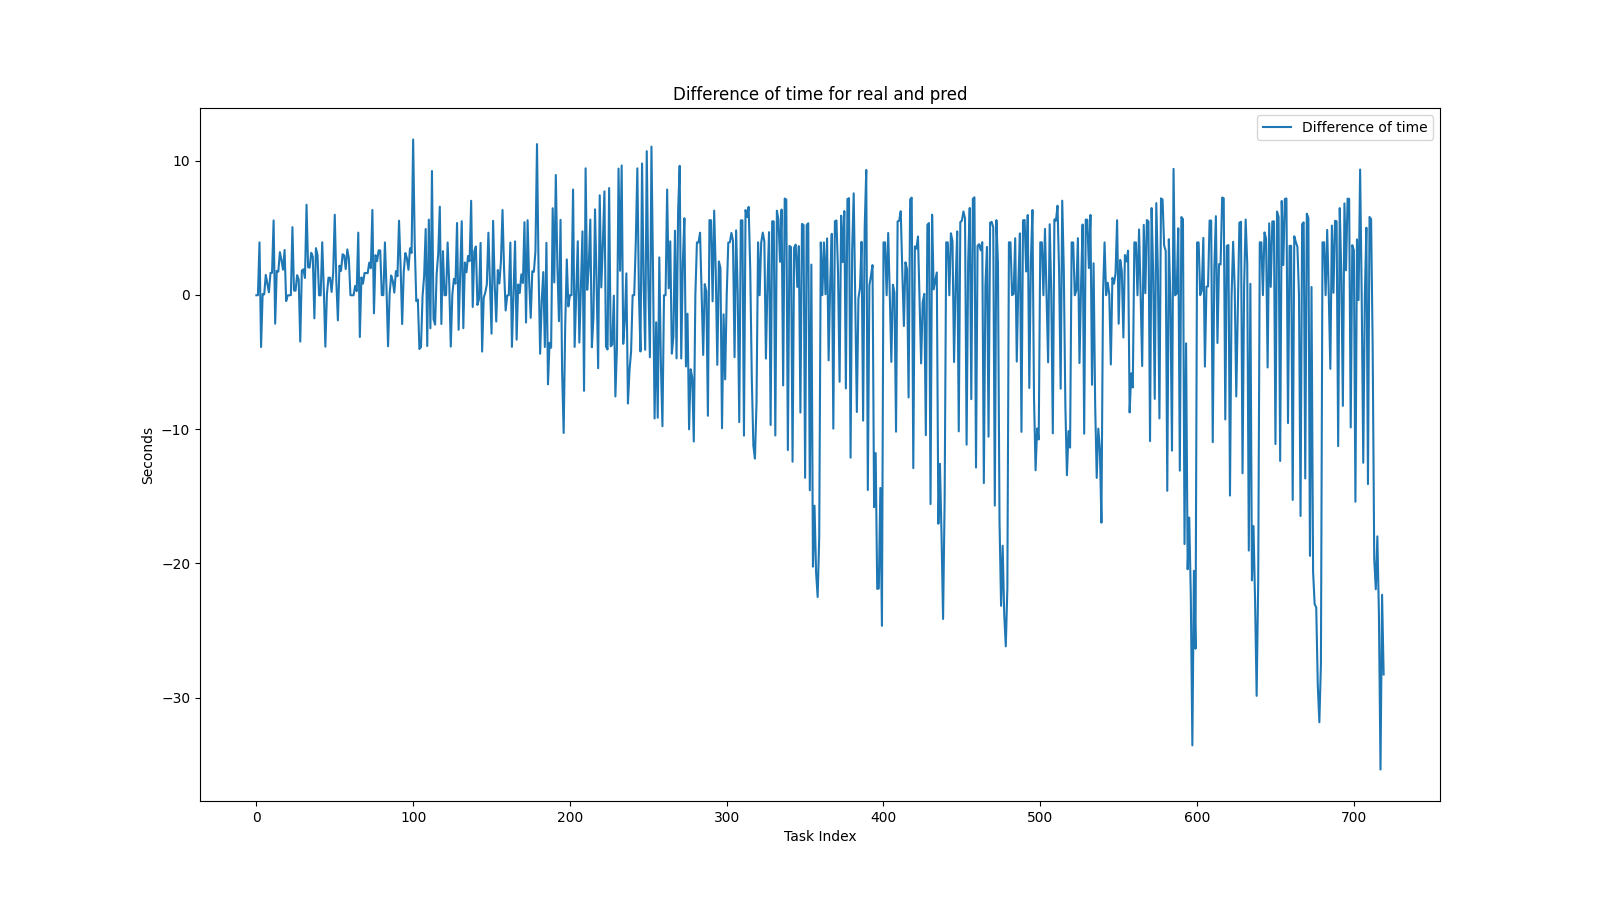 Difference of time for real and pred
Difference of time
10
0
−10
−20
−30
Seconds
0 100 200 300 400 500 600 700
Task Index